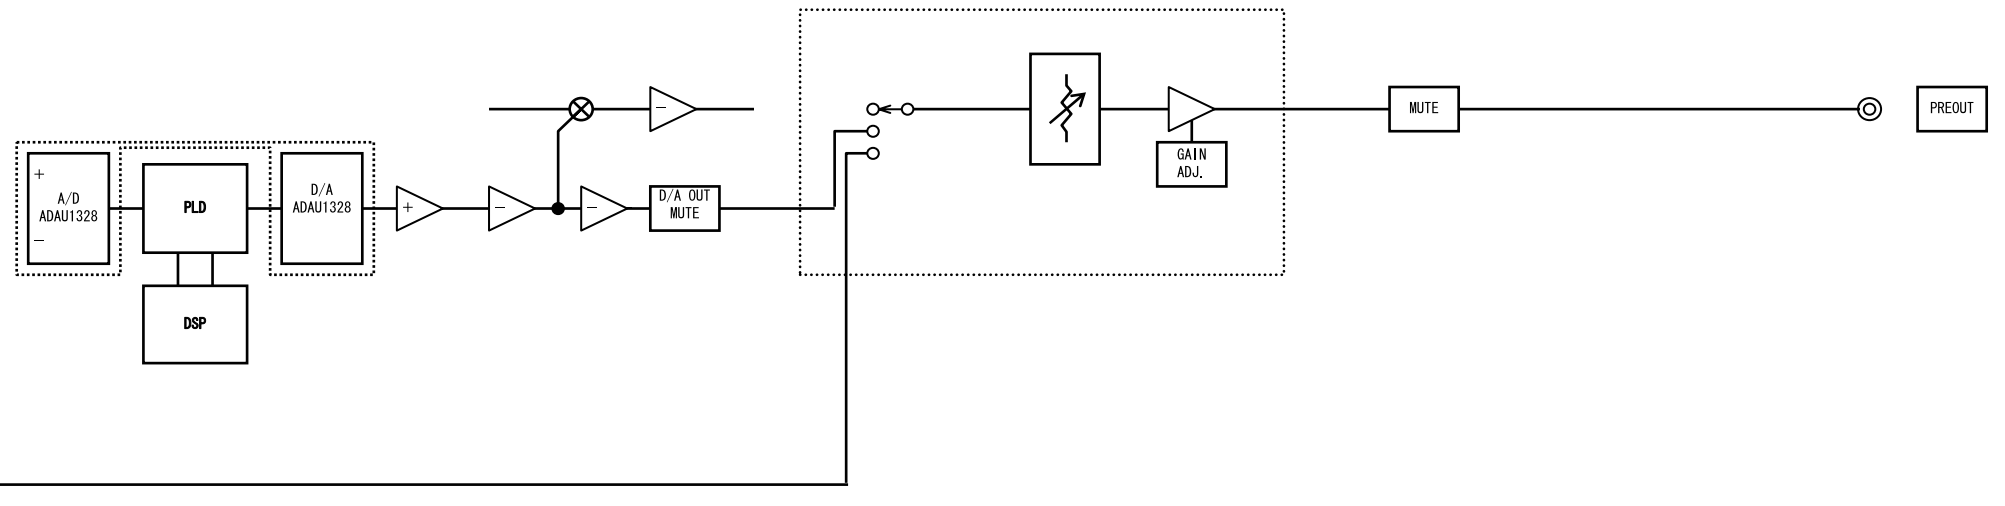 MUTE
PREOUT
GAIN
ADJ.
+
A/D
ADAU1328
−
PLD
D/A
ADAU1328
+
−
−
−
D/A OUT
MUTE
DSP